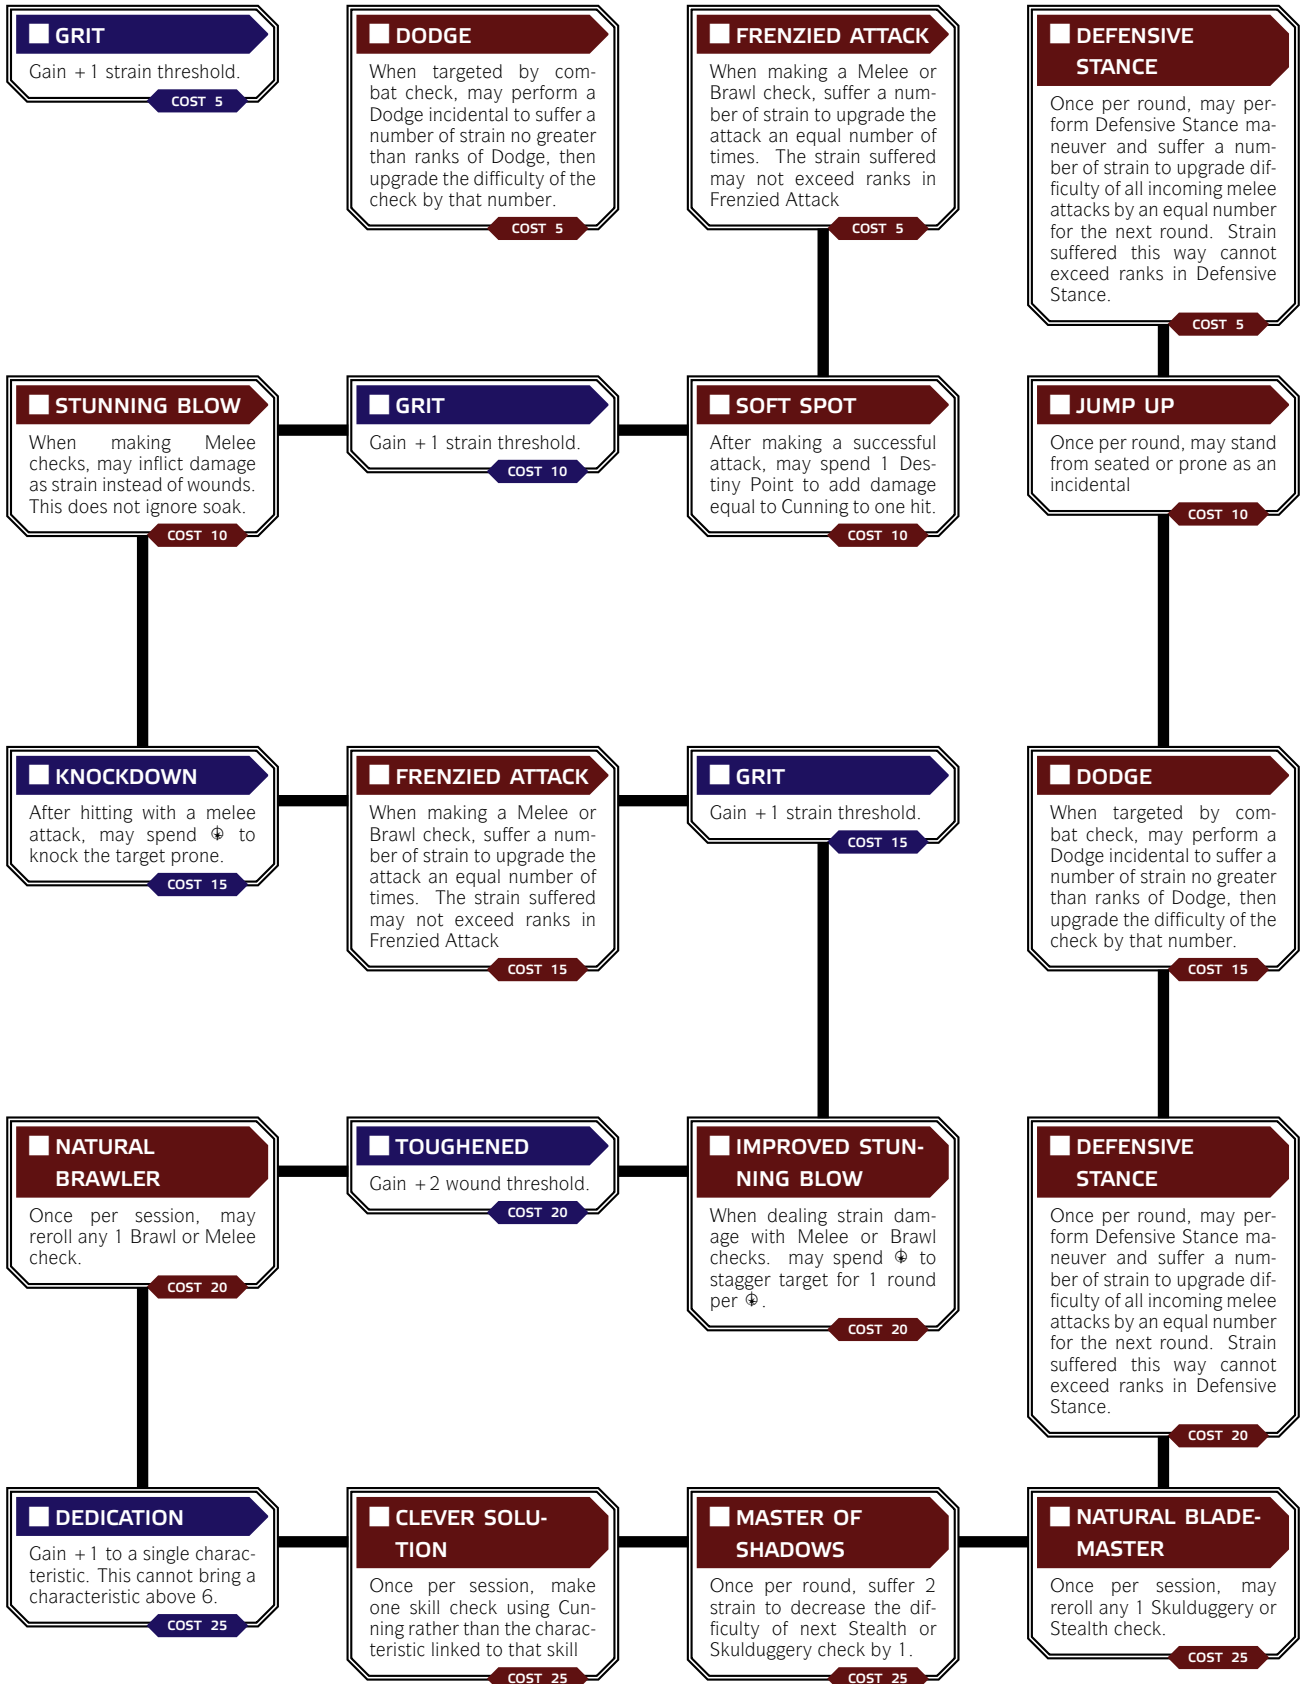 GRIT
Gain +1 strain threshold.
COST 5
DODGE
When targeted by com-
bat check, may perform a
Dodge incidental to suffer a
number of strain no greater
than ranks of Dodge, then
upgrade the difficulty of the
check by that number.
COST 5
FRENZIED ATTACK
When making a Melee or
Brawl check, suffer a num-
ber of strain to upgrade the
attack an equal number of
times. The strain suffered
may not exceed ranks in
Frenzied Attack
COST 5
DEFENSIVE
STANCE
Once per round, may per-
form Defensive Stance ma-
neuver and suffer a num-
ber of strain to upgrade dif-
ficulty of all incoming melee
attacks by an equal number
for the next round. Strain
suffered this way cannot
exceed ranks in Defensive
Stance.
COST 5
STUNNING BLOW
When making Melee
checks, may inflict damage
as strain instead of wounds.
This does not ignore soak.
COST 10
GRIT
Gain +1 strain threshold.
COST 10
SOFT SPOT
After making a successful
attack, may spend 1 Des-
tiny Point to add damage
equal to Cunning to one hit.
COST 10
JUMP UP
Once per round, may stand
from seated or prone as an
incidental
COST 10
KNOCKDOWN
After hitting with a melee
attack, may spend to
knock the target prone.
COST 15
FRENZIED ATTACK
When making a Melee or
Brawl check, suffer a num-
ber of strain to upgrade the
attack an equal number of
times. The strain suffered
may not exceed ranks in
Frenzied Attack
COST 15
GRIT
Gain +1 strain threshold.
COST 15
DODGE
When targeted by com-
bat check, may perform a
Dodge incidental to suffer a
number of strain no greater
than ranks of Dodge, then
upgrade the difficulty of the
check by that number.
COST 15
NATURAL
BRAWLER
Once per session, may
reroll any 1 Brawl or Melee
check.
COST 20
TOUGHENED
Gain +2 wound threshold.
COST 20
IMPROVED STUN-
NING BLOW
When dealing strain dam-
age with Melee or Brawl
checks. may spend to
stagger target for 1 round
per .
COST 20
DEFENSIVE
STANCE
Once per round, may per-
form Defensive Stance ma-
neuver and suffer a num-
ber of strain to upgrade dif-
ficulty of all incoming melee
attacks by an equal number
for the next round. Strain
suffered this way cannot
exceed ranks in Defensive
Stance.
COST 20
DEDICATION
Gain +1 to a single charac-
teristic. This cannot bring a
characteristic above 6.
COST 25
CLEVER SOLU-
TION
Once per session, make
one skill check using Cun-
ning rather than the charac-
teristic linked to that skill
COST 25
MASTER OF
SHADOWS
Once per round, suffer 2
strain to decrease the dif-
ficulty of next Stealth or
Skulduggery check by 1.
COST 25
NATURAL BLADE-
MASTER
Once per session, may
reroll any 1 Skulduggery or
Stealth check.
COST 25